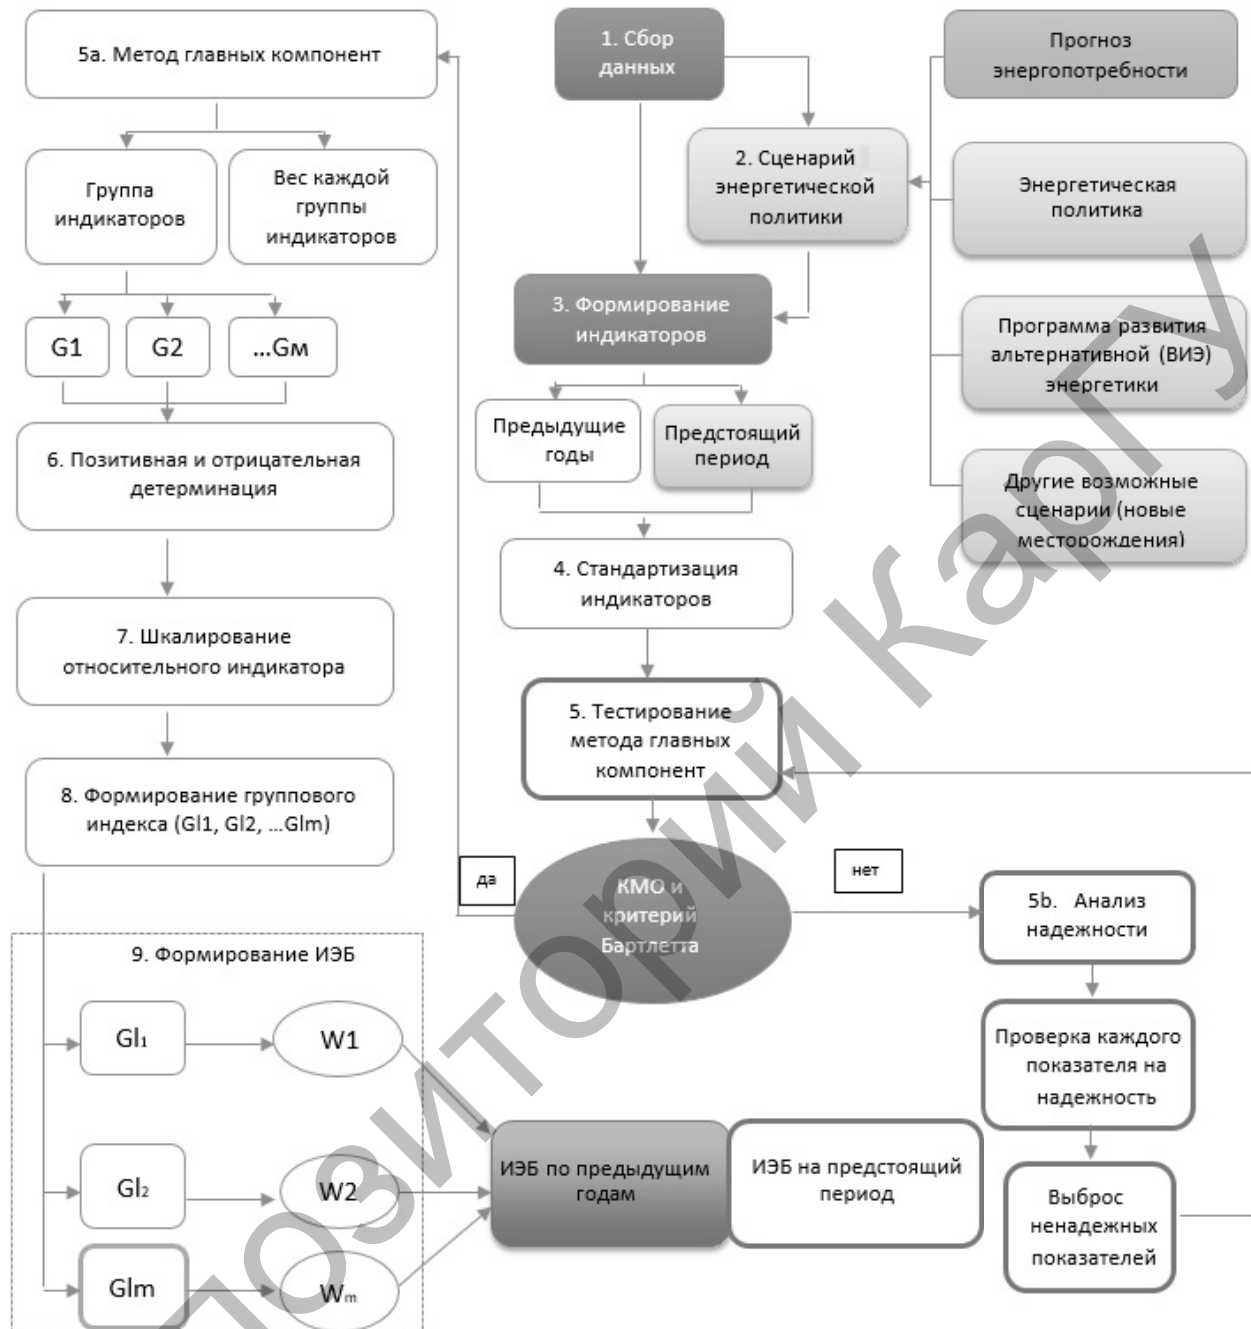 5а. Метод главных компонент
1. Сбор
данных
Прогноз
энергопотребности
Группа
индикаторов
Вес каждой
группы
индикаторов
2. Сценарий
энергетической
политики
Энергетическая
политика
3. Формирование
индикаторов
G1
G2
...Gм
Программа развития
альтернативной (ВИЭ)
энергетики
Предыдущие
годы
Предстоящий
период
6. Позитивная и отрицательная
детерминация
Другие возможные
сценарии (новые
месторождения)
4. Стандартизация
индикаторов
7. Шкалирование
относительного индикатора
5. Тестирование
метода главных
компонент
8. Формирование группового
индекса (Gl1, Gl2, ...Glm)
да
КМО и
критерий
Бартлетта
нет
5b. Анализ
надежности
9. Формирование ИЭБ
Gl1
W1
Проверка каждого
показателя на
надежность
Gl2
W2
ИЭБ по предыдущим
годам
ИЭБ на предстоящий
период
Выброс
ненадежных
показателей
Glm
Wm
позиторий КарГУ